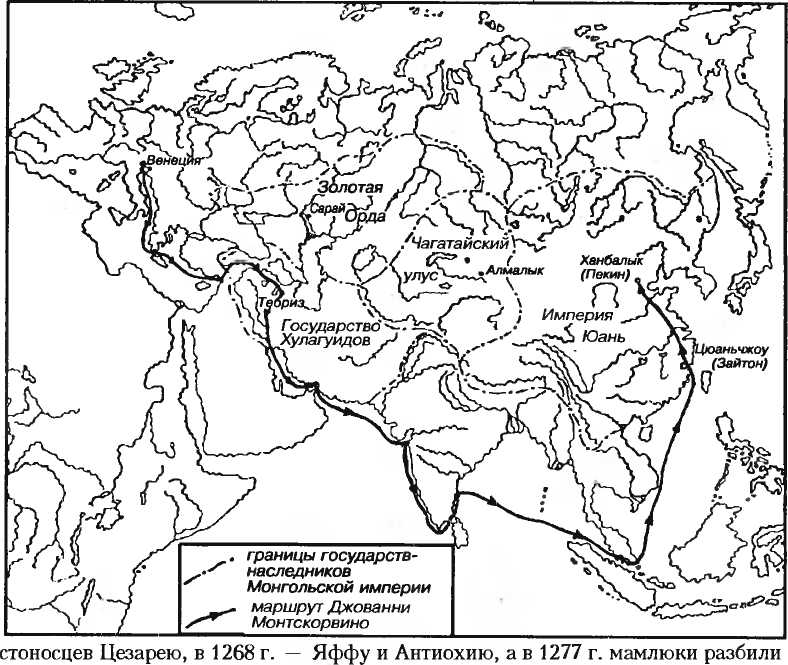 Венеция
Золотая
Сарай Орда
Чагатайский
улус
Алмалык
Ханбалык
(Пекин)
Тебриз
Государство
Хулагуидов
Империя
Юань
Цюаньчжоу
(Зайтон)
границы государств-
наследников
Монгольской империи
маршрут Джованни
Монтскорвино
стоносцев Цезарею, в 1268 г. — Яффу и Антиохию, а в 1277 г. мамлюки разбили